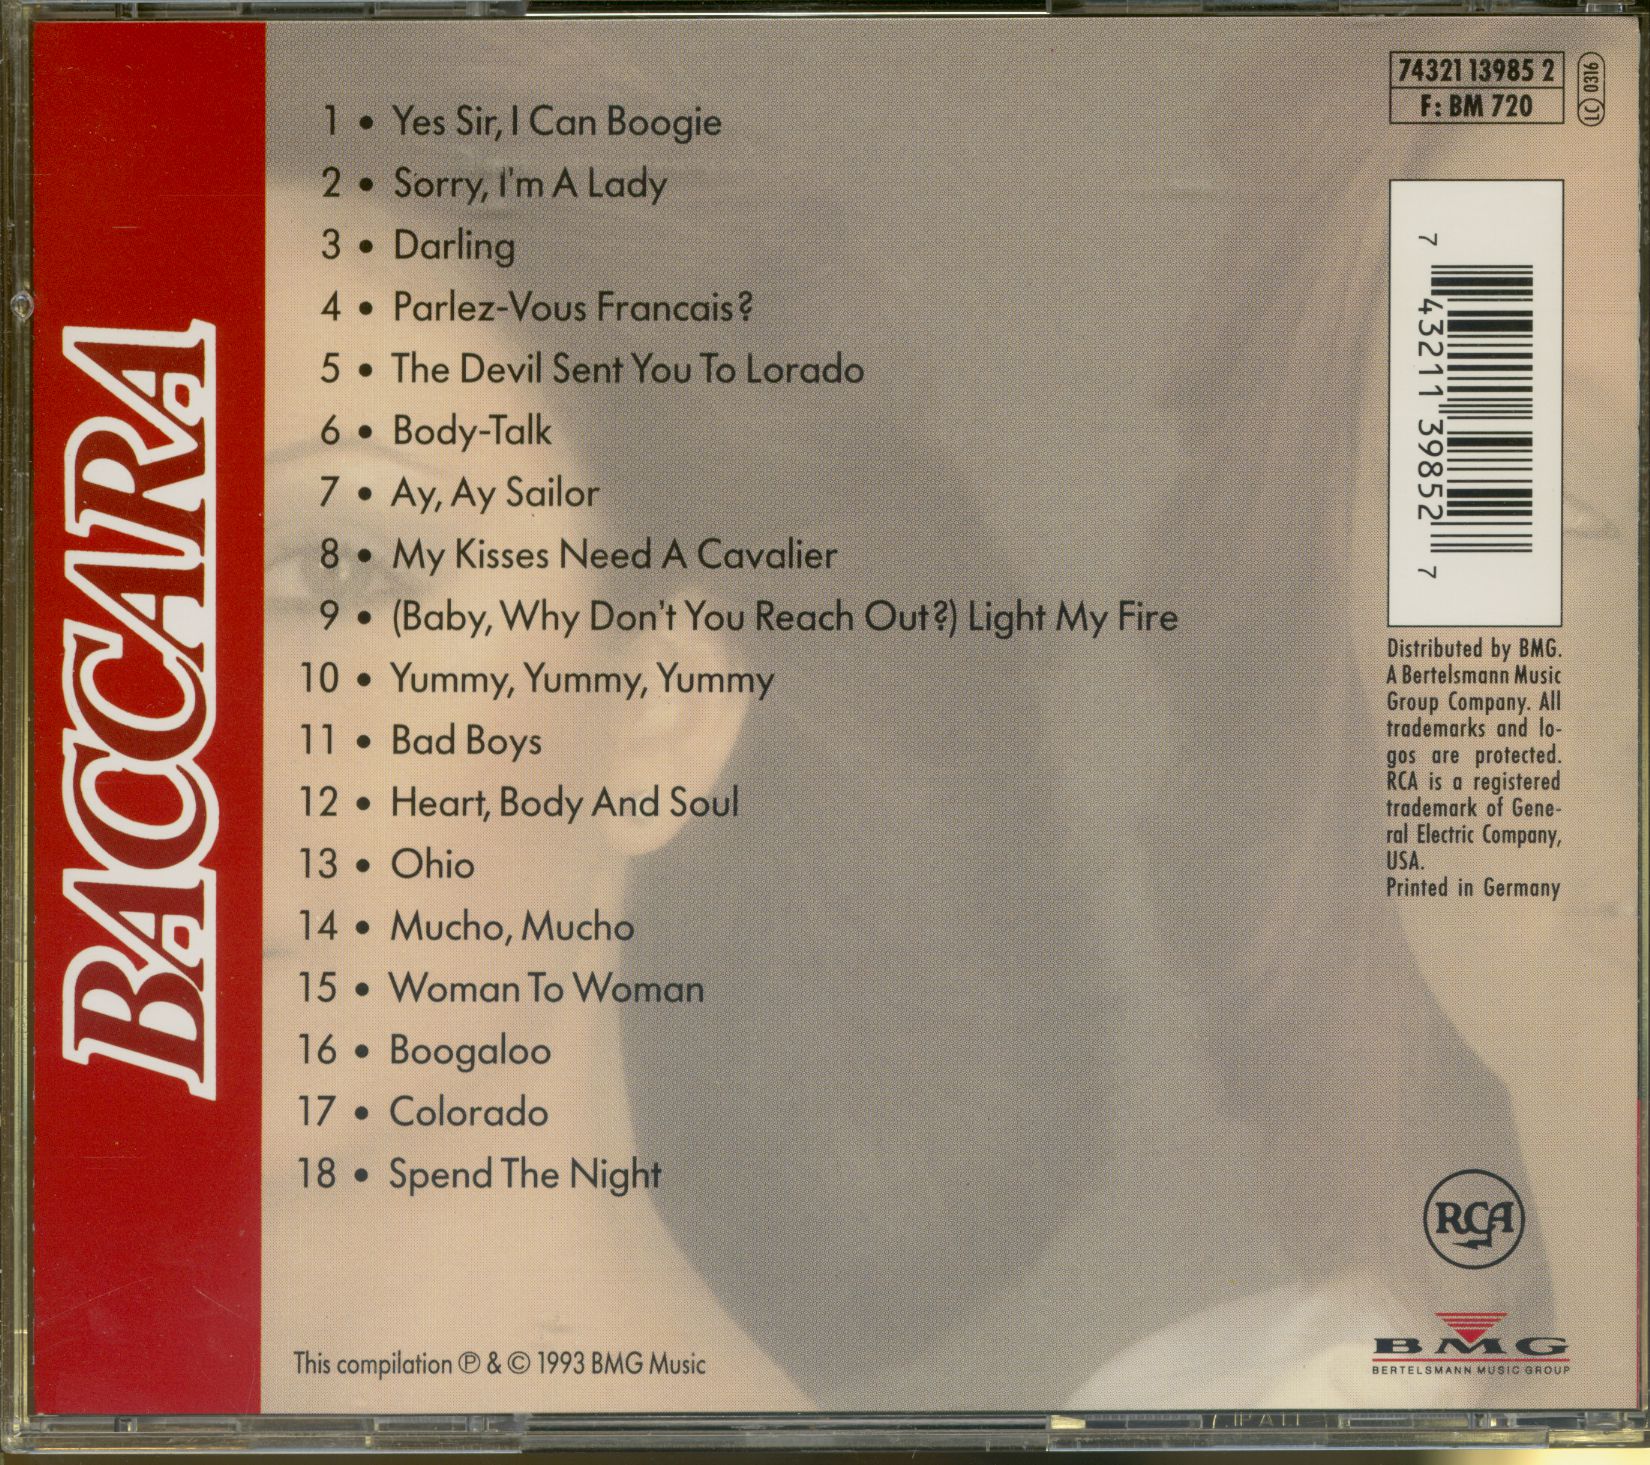 BACCARA
1 • Yes Sir, I Can Boogie
2 • Sorry, I'm A Lady
3 • Darling
4 • Parlez-Vous Francais?
5 • The Devil Sent You To Lorado
6 • Body-Talk
7 • Ay, Ay Sailor
8 • My Kisses Need A Cavalier
9 • (Baby, Why Don't You Reach Out?) Light My Fire
10 • Yummy, Yummy, Yummy
11 • Bad Boys
12 • Heart, Body And Soul
13 • Ohio
14 • Mucho, Mucho
15 • Woman To Woman
16 • Boogaloo
17 • Colorado
18 • Spend The Night
This compilation ℗ & © 1993 BMG Music
74321 13985 2
F: BM 720
LC 0316
7 43211 39852 7
Distributed by BMG.
A Bertelsmann Music
Group Company. All
trademarks and lo-
gos are protected.
RCA is a registered
trademark of Gene-
ral Electric Company,
USA.
Printed in Germany
RCA
BMG
BERTELSMANN MUSIC GROUP